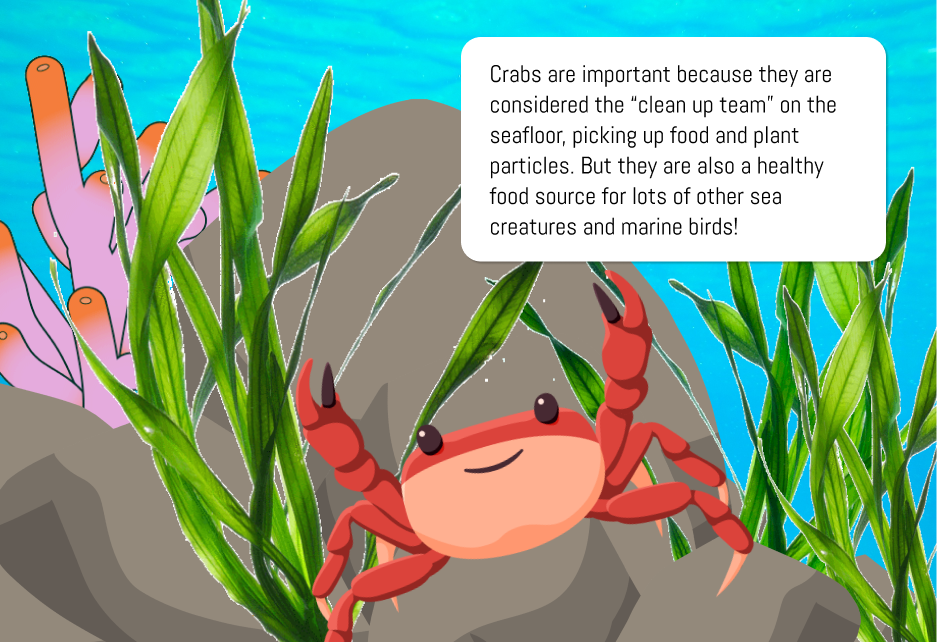 Crabs are important because they are
considered the “clean up team” on the
seafloor, picking up food and plant
particles. But they are also a healthy
food source for lots of other sea
creatures and marine birds!